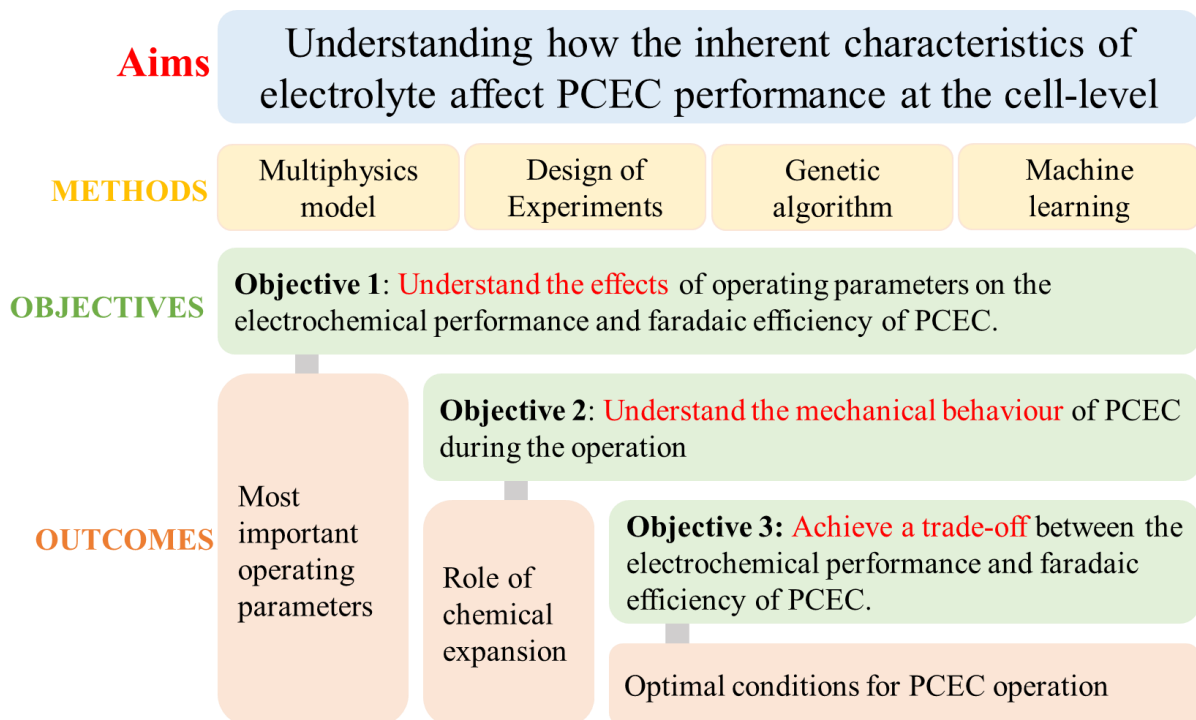 Aims
Understanding how the inherent characteristics of
electrolyte affect PCEC performance at the cell-level
METHODS
Multiphysics
model
Design of
Experiments
Genetic
algorithm
Machine
learning
OBJECTIVES
Objective 1: Understand the effects of operating parameters on the
electrochemical performance and faradaic efficiency of PCEC.
Objective 2: Understand the mechanical behaviour of PCEC
during the operation
Objective 3: Achieve a trade-off between the
electrochemical performance and faradaic
efficiency of PCEC.
OUTCOMES
Most
important
operating
parameters
Role of
chemical
expansion
Optimal conditions for PCEC operation